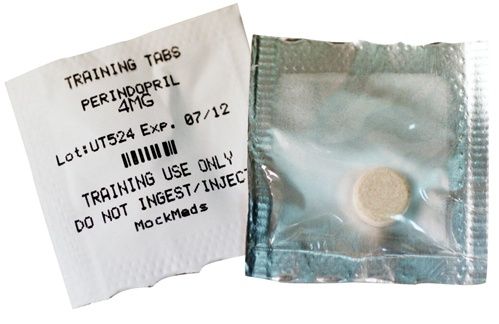 TRAINING TABS
PERINDOPRIL
4MG
Lot:UT524 Exp. 07/12
TRAINING USE ONLY
DO NOT INGEST/INJECT
MockMeds